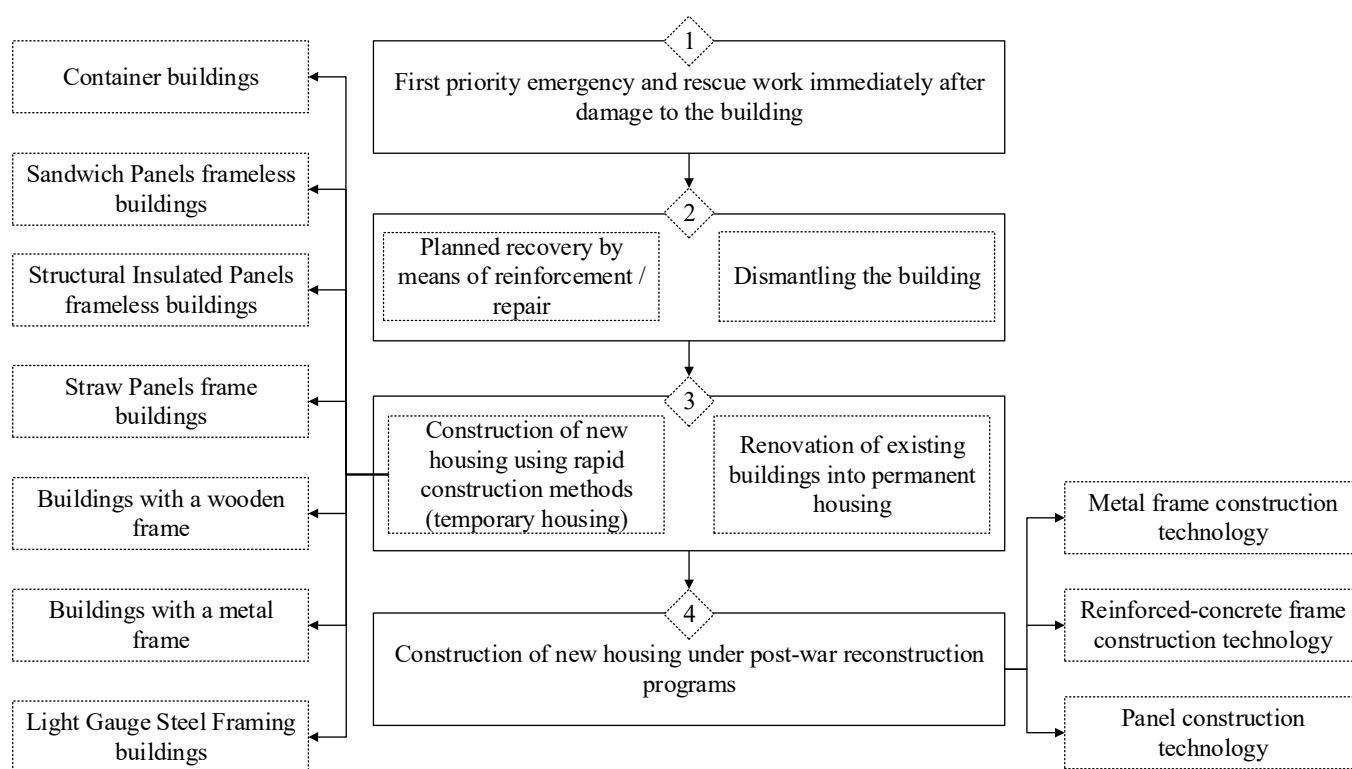 1
First priority emergency and rescue work immediately after
damage to the building
2
Planned recovery by
means of reinforcement /
repair
Dismantling the building
3
Construction of new
housing using rapid
construction methods
(temporary housing)
Renovation of existing
buildings into permanent
housing
4
Construction of new housing under post-war reconstruction
programs
Container buildings
Sandwich Panels frameless
buildings
Structural Insulated Panels
frameless buildings
Straw Panels frame
buildings
Buildings with a wooden
frame
Buildings with a metal
frame
Light Gauge Steel Framing
buildings
Metal frame construction
technology
Reinforced-concrete frame
construction technology
Panel construction
technology